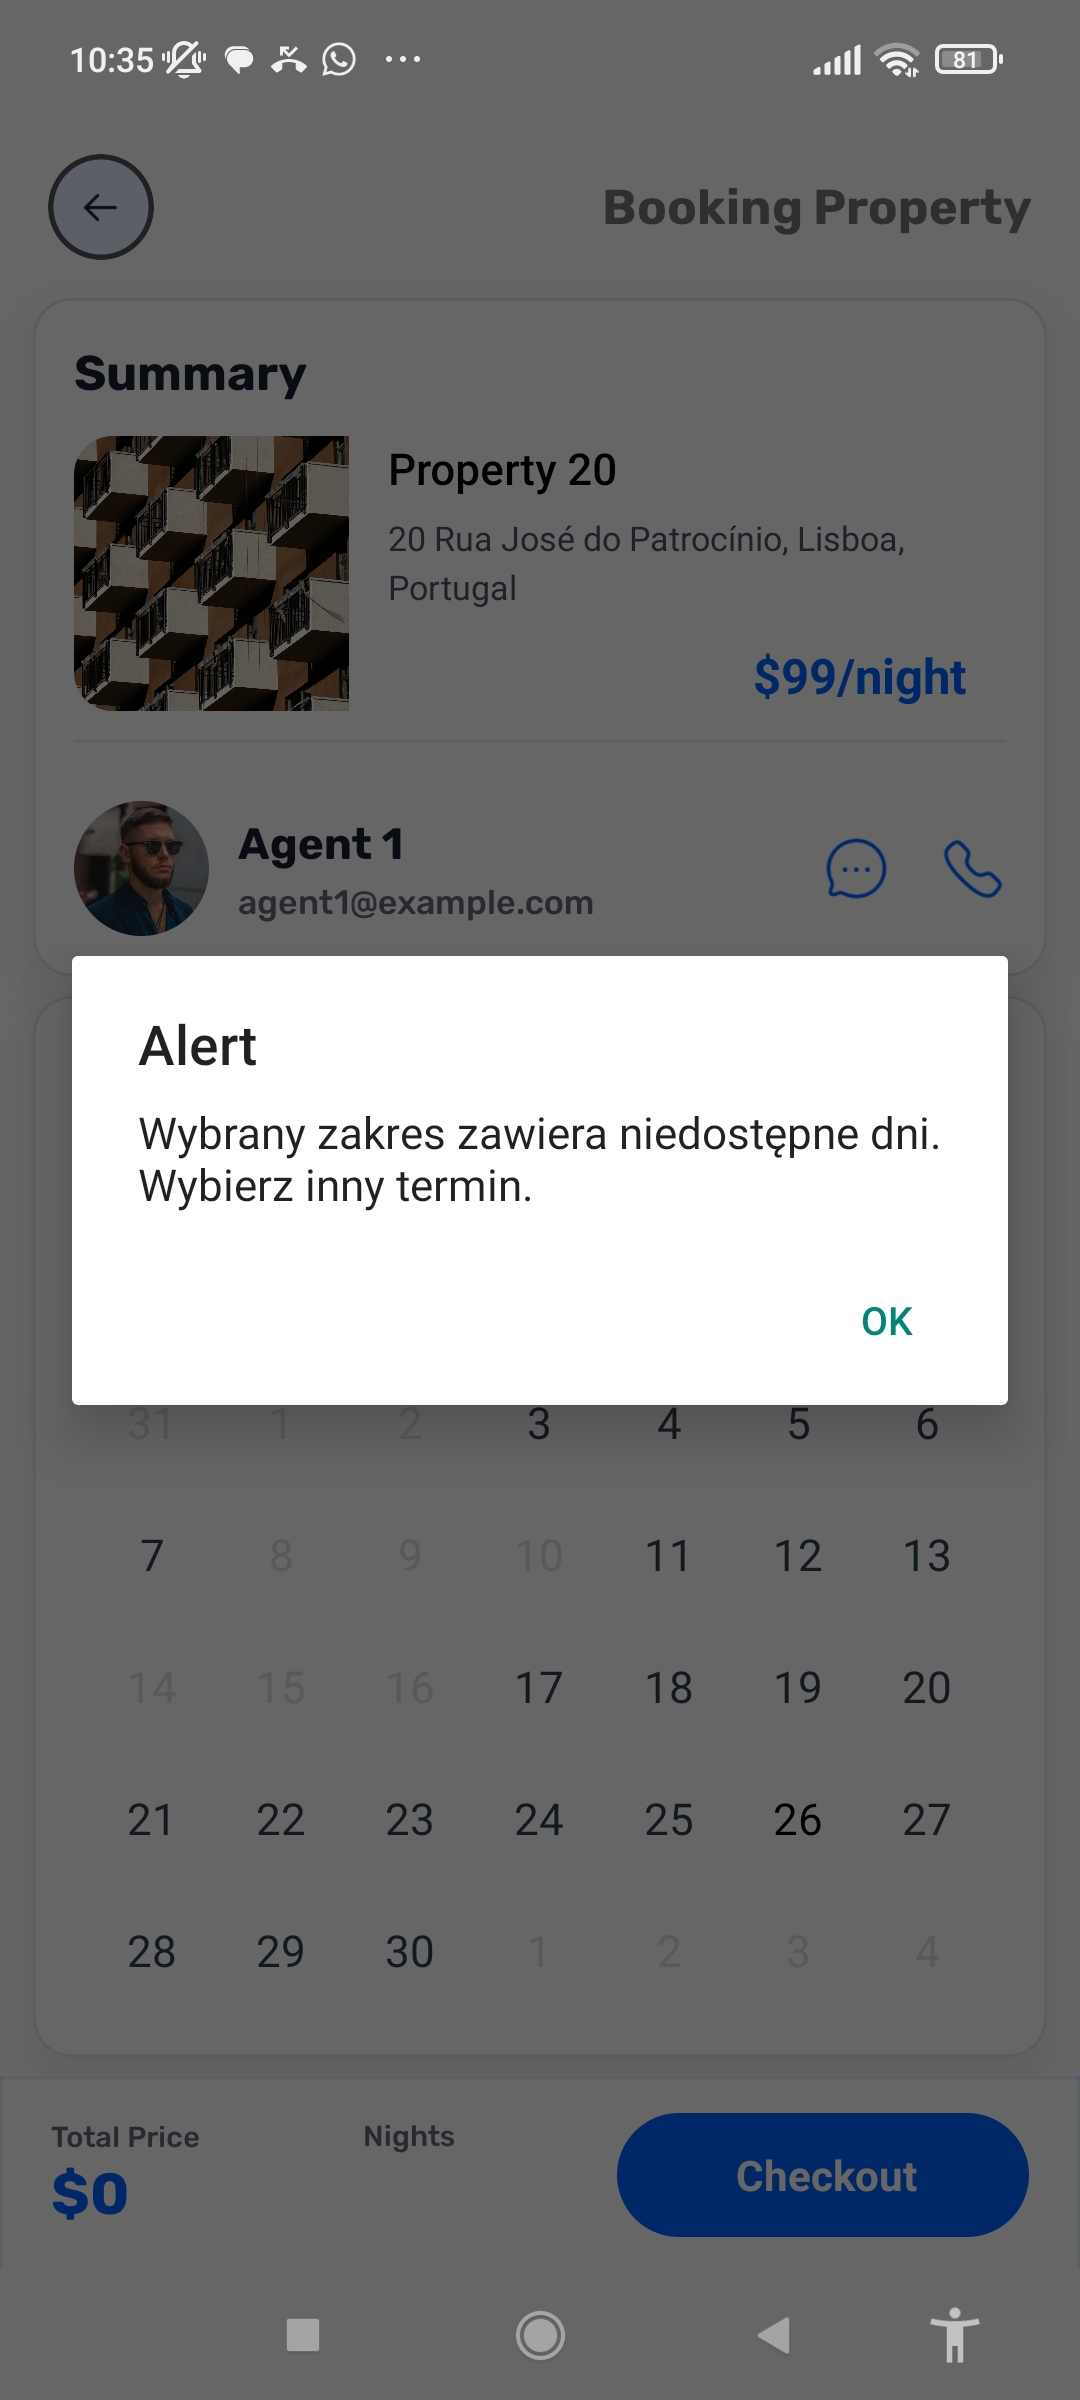 10:35
81
Booking Property
Summary
Property 20
20 Rua José do Patrocínio, Lisboa,
Portugal
$99/night
Agent 1
agent1@example.com
Alert
Wybrany zakres zawiera niedostępne dni.
Wybierz inny termin.
OK
31 1 2 3 4 5 6
7 8 9 10 11 12 13
14 15 16 17 18 19 20
21 22 23 24 25 26 27
28 29 30 1 2 3 4
Total Price Nights
$0
Checkout